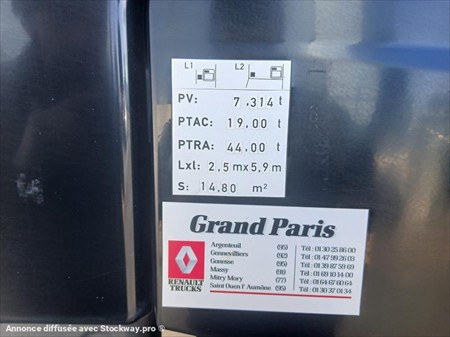 L1 L2
PV: 7,314 t
PTAC: 19.00 t
PTRA: 44.00 t
Lxl: 2,5 m x 5,9 m
S: 14.80 m²
Grand Paris
Argenteuil (95) Tél : 01 30 25 86 00
Gennevilliers (92) Tél : 01 47 99 26 03
Gonesse (95) Tél : 01 39 87 59 69
Massy (91) Tél : 01 69 10 14 00
Mitry Mory (77) Tél : 01 64 67 60 64
Saint Ouen l'Aumône (95) Tél : 01 30 37 01 34
RENAULT
TRUCKS
Annonce diffusée avec Stockway.pro ®